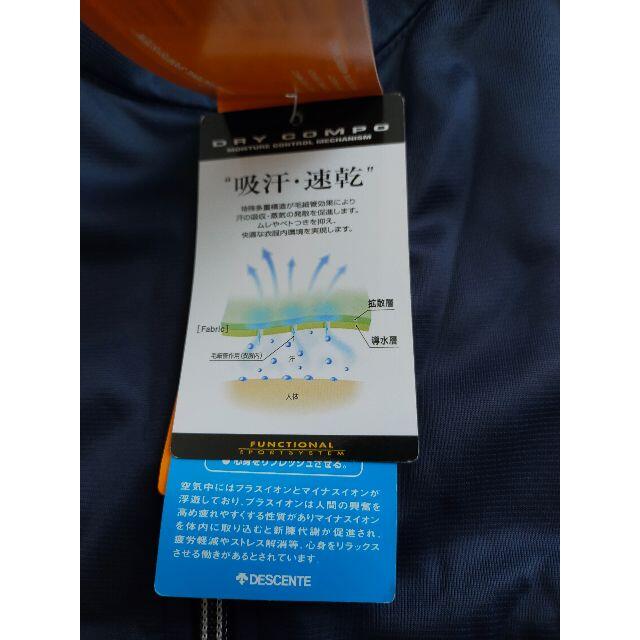 DRY COMPO
MOISTURE CONTROL MECHANISM
"吸汗・速乾"
特殊多重構造が毛細管効果により
汗の吸収・蒸気の発散を促進します。
ムレやベトつきを抑え、
快適な衣服内環境を実現します。
拡散層
[Fabric]
導水層
毛細管作用(衣服内)
汗
人体
FUNCTIONAL
SPORTSYSTEM
●心身をリフレッシュさせる。
空気中にはプラスイオンとマイナスイオンが
浮遊しており、プラスイオンは人間の興奮を
高め疲れやすくする性質がありマイナスイオン
を体内に取り込むと新陳代謝が促進され、
疲労軽減やストレス解消等、心身をリラックス
させる働きがあるとされています。
DESCENTE